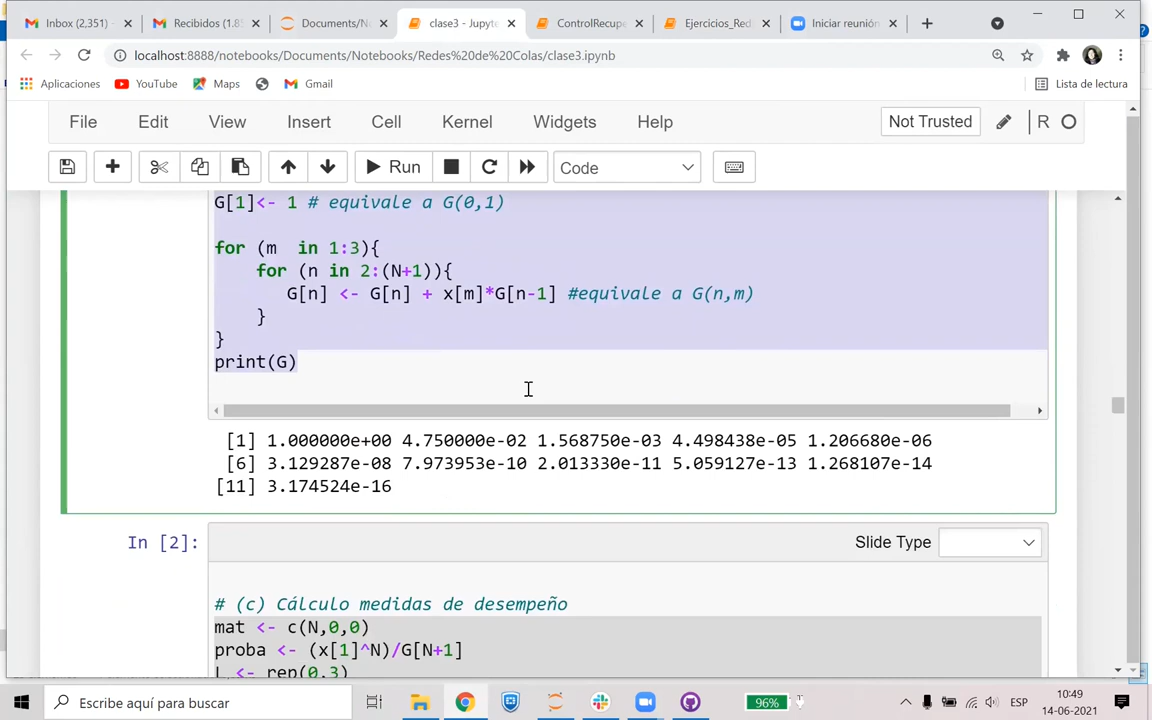 Inbox (2,351)
Recibidos (1.85
Documents/N
clase3 - Jupyte
ControlRecupe
Ejercicios_Red
Iniciar reunión
localhost:8888/notebooks/Documents/Notebooks/Redes%20de%20Colas/clase3.ipynb
Aplicaciones YouTube Maps Gmail Lista de lectura
File Edit View Insert Cell Kernel Widgets Help Not Trusted R
Run Code
G[1]<- 1 # equivale a G(0,1)
for (m in 1:3){
for (n in 2:(N+1)){
G[n] <- G[n] + x[m]*G[n-1] #equivale a G(n,m)
}
}
print(G)
[1] 1.000000e+00 4.750000e-02 1.568750e-03 4.498438e-05 1.206680e-06
[6] 3.129287e-08 7.973953e-10 2.013330e-11 5.059127e-13 1.268107e-14
[11] 3.174524e-16
In [2]:
Slide Type
# (c) Cálculo medidas de desempeño
mat <- c(N,0,0)
proba <- (x[1]^N)/G[N+1]
L <- rep(0,3)
Escribe aquí para buscar
96%
ESP
10:49
14-06-2021